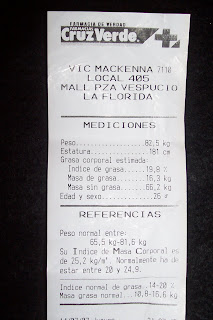 FARMACIA DE VERDAD
FARMACIAS
CruzVerde.
VIC MACKENNA 7110
LOCAL 405
MALL PZA VESPUCIO
LA FLORIDA
MEDICIONES
Peso 82,5 kg
Estatura 181 cm
Grasa corporal estimada:
Indice de grasa 19,8 %
Masa de grasa 16,3 kg
Masa sin grasa 66,2 kg
Edad y sexo
REFERENCIAS
Peso normal entre:
65,5 kg-81,6 kg
Su Indice de Masa Corporal es
de 25,2 kg/m². Normalmente ha de
estar entre 20 y 24,9.
Indice normal de grasa 14-20 %
Masa grasa normal 10,8-16,6 kg